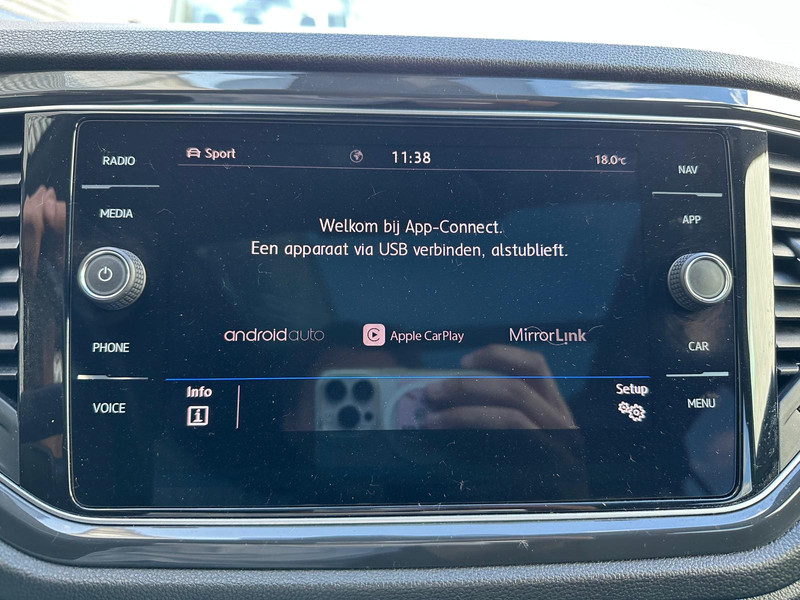 RADIO
MEDIA
PHONE
VOICE
Sport
11:38
18.0°C
Welkom bij App-Connect.
Een apparaat via USB verbinden, alstublieft.
androidauto
Apple CarPlay
MirrorLink
Info
Setup
NAV
APP
CAR
MENU